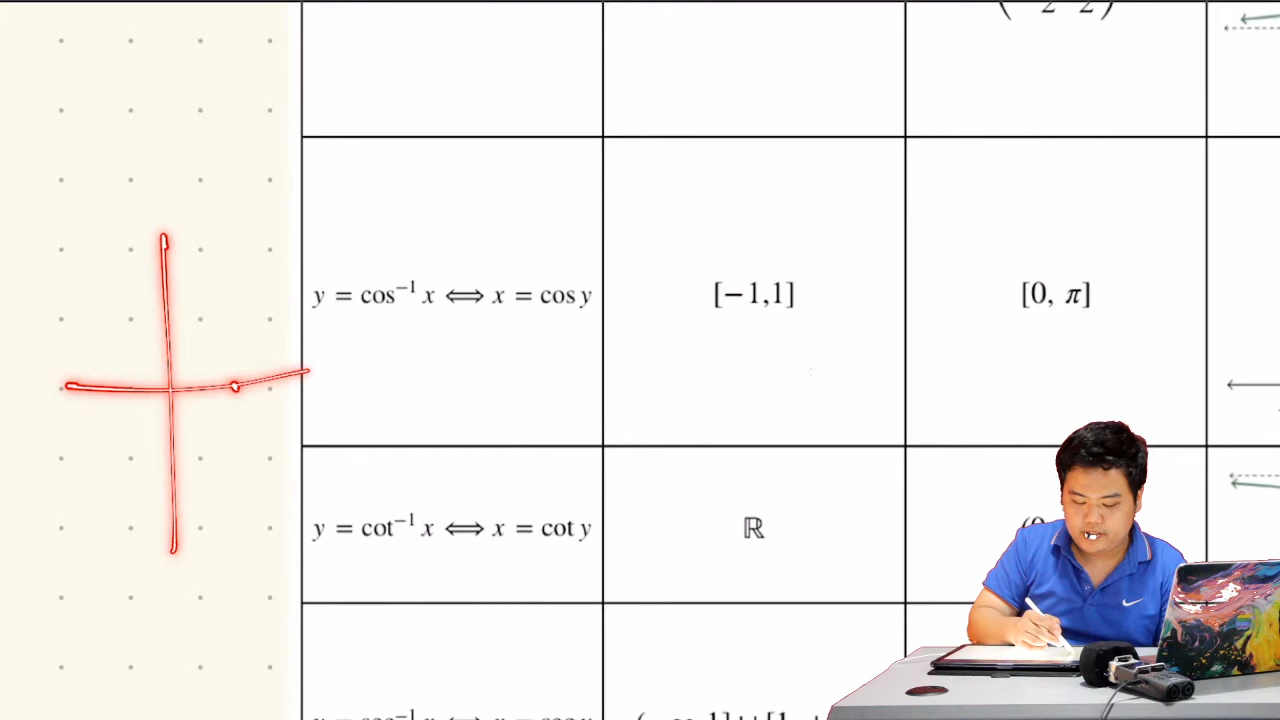 y = cos⁻¹ x ⟺ x = cos y
[−1,1]
[0, π]
y = cot⁻¹ x ⟺ x = cot y
ℝ